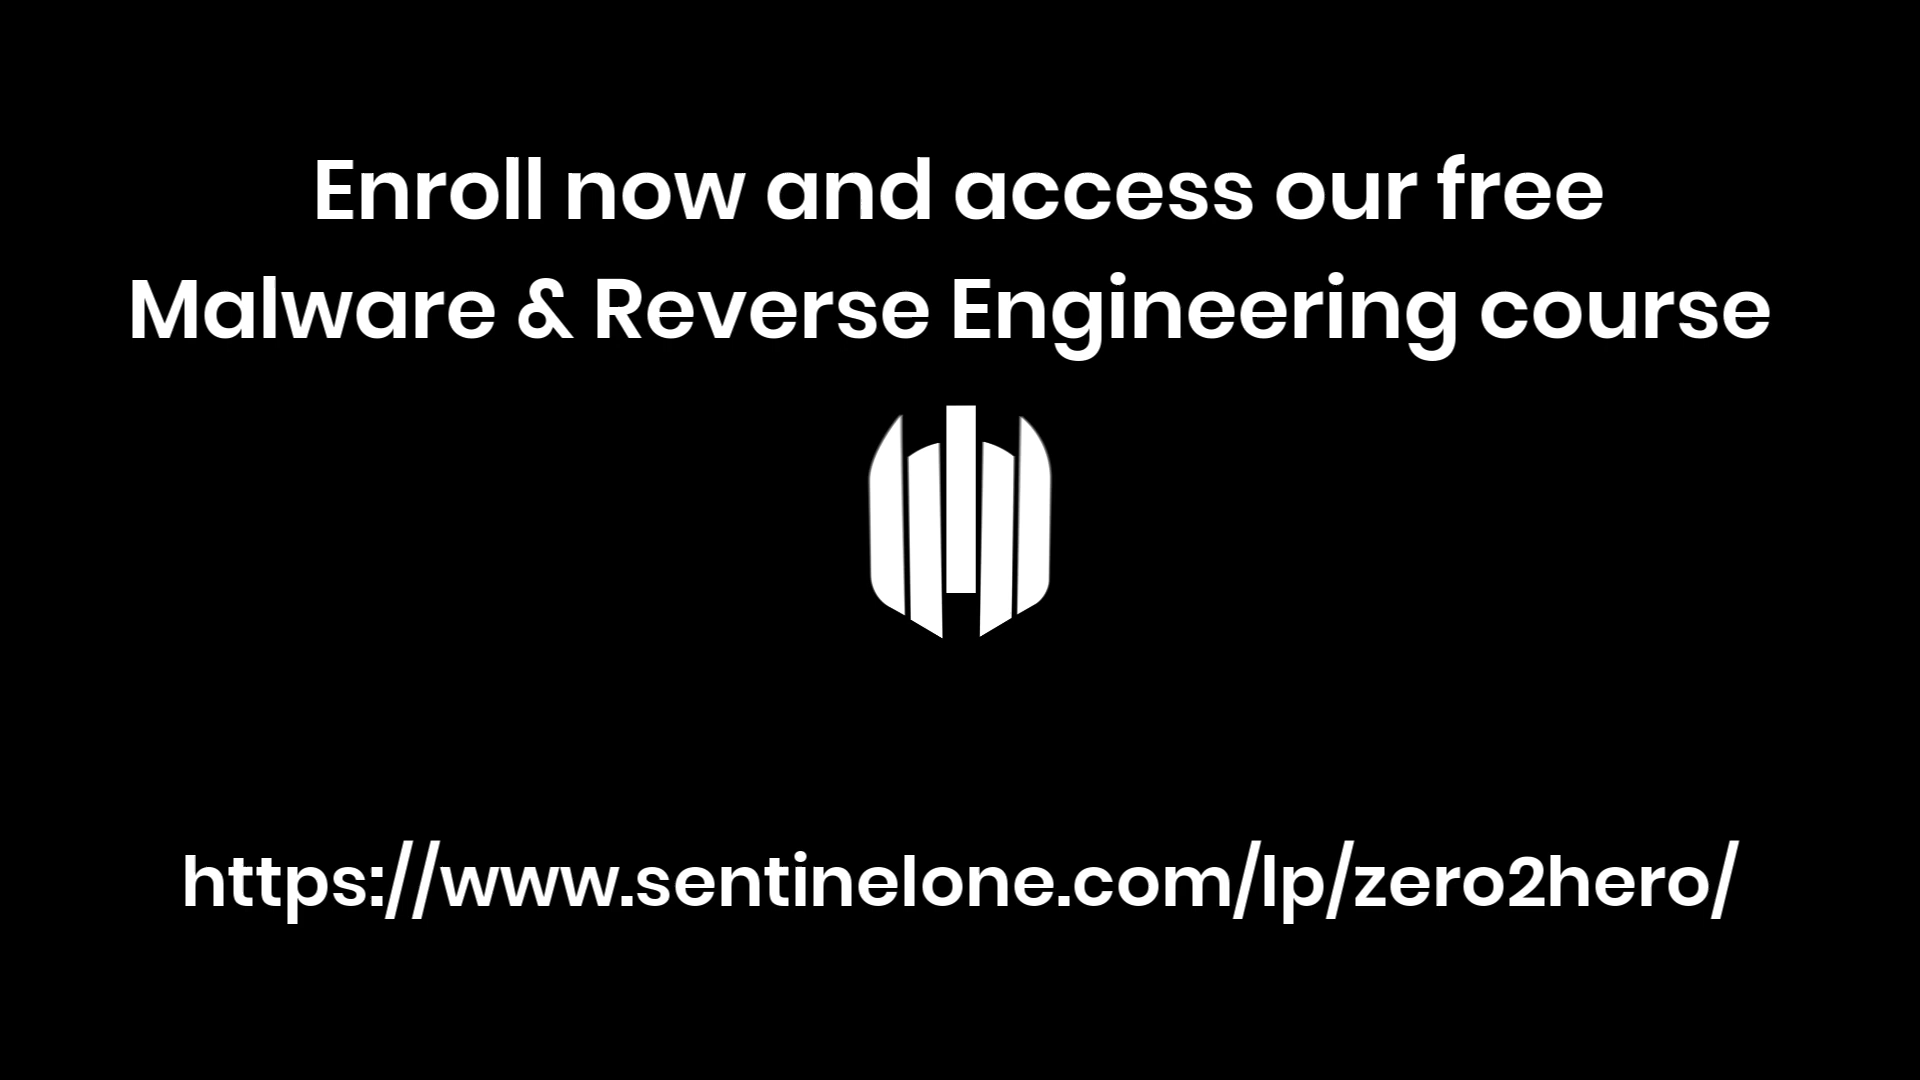 Enroll now and access our free
Malware & Reverse Engineering course
https://www.sentinelone.com/lp/zero2hero/